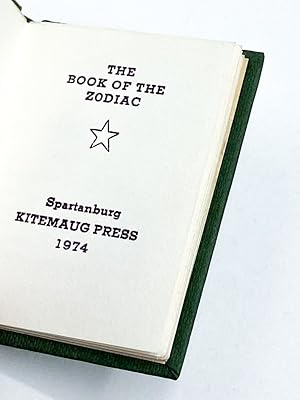 THE
BOOK OF THE
ZODIAC
Spartanburg
KITEMAUG PRESS
1974